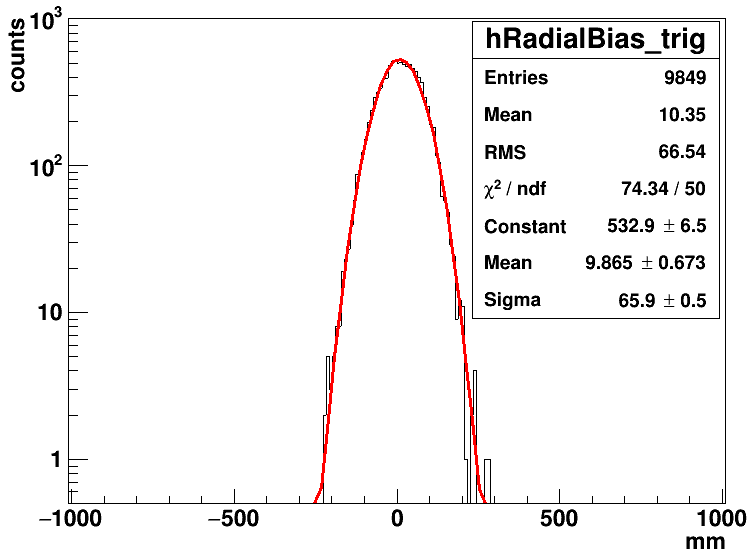 counts
10³
10²
10
1
−1000
−500
0
500
1000
mm
hRadialBias_trig
Entries 9849
Mean 10.35
RMS 66.54
χ² / ndf 74.34 / 50
Constant 532.9 ± 6.5
Mean 9.865 ± 0.673
Sigma 65.9 ± 0.5